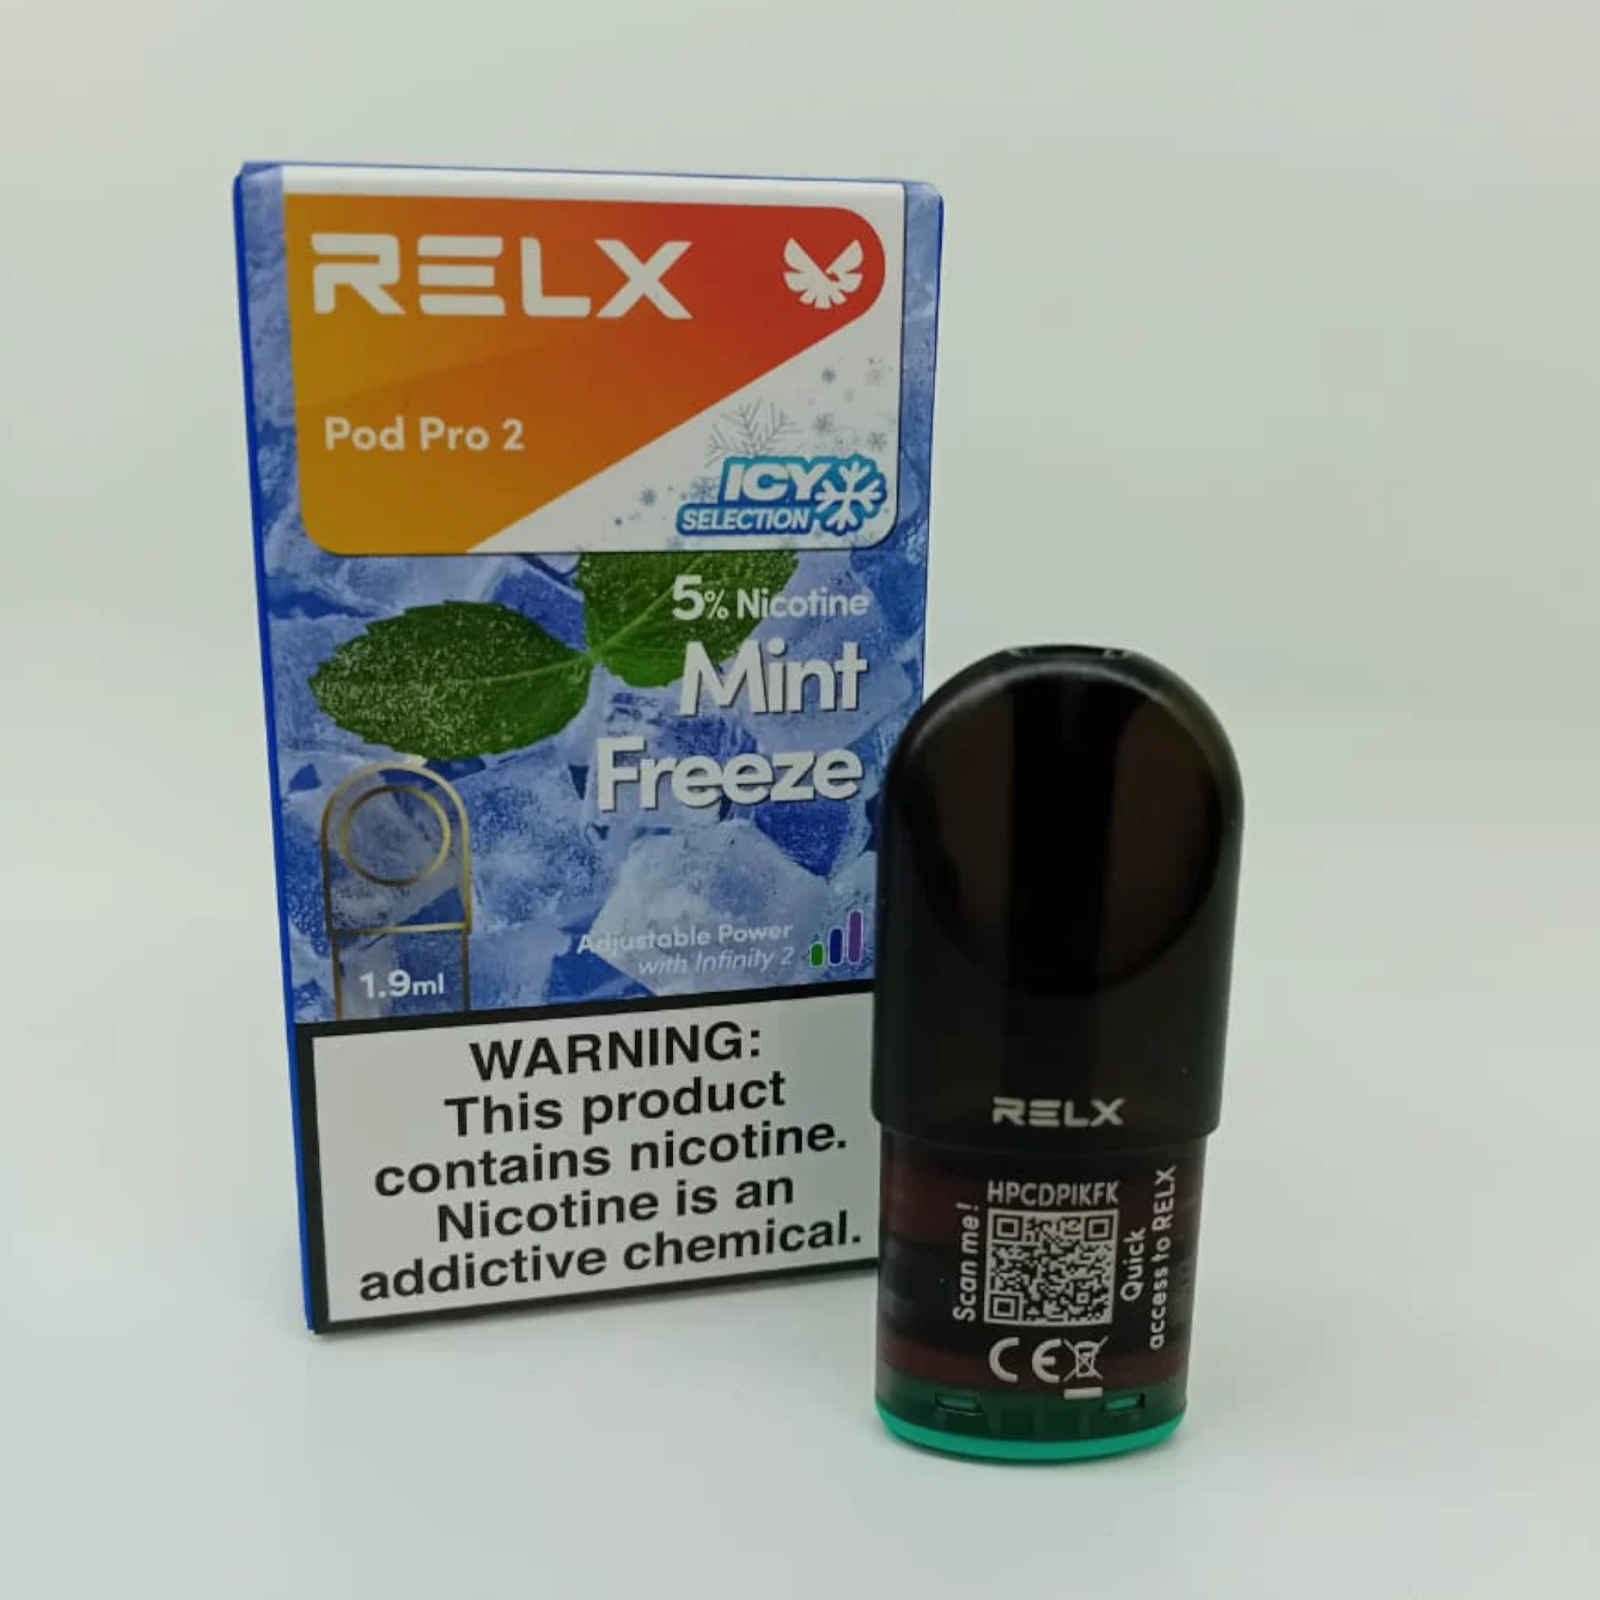 RELX
Pod Pro 2
ICY
SELECTION
5% Nicotine
Mint
Freeze
Adjustable Power
with Infinity 2
1.9ml
WARNING:
This product
contains nicotine.
Nicotine is an
addictive chemical.
RELX
HPCDPIKFK
Scan me!
Quick
access to RELX
CE